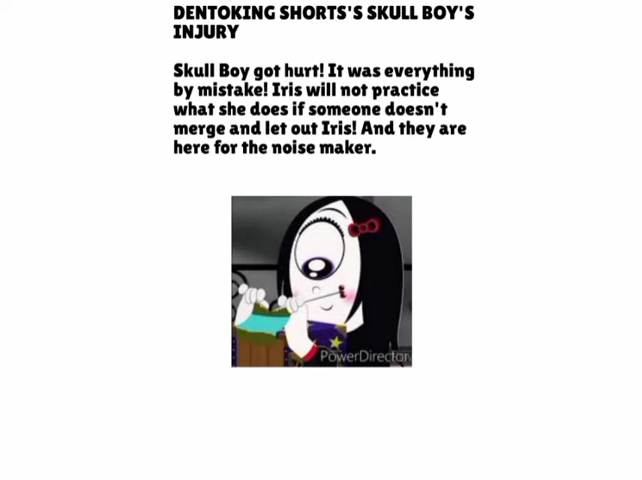 DENTOKING SHORTS'S SKULL BOY'S
INJURY
Skull Boy got hurt! It was everything
by mistake! Iris will not practice
what she does if someone doesn't
merge and let out Iris! And they are
here for the noise maker.
PowerDirector